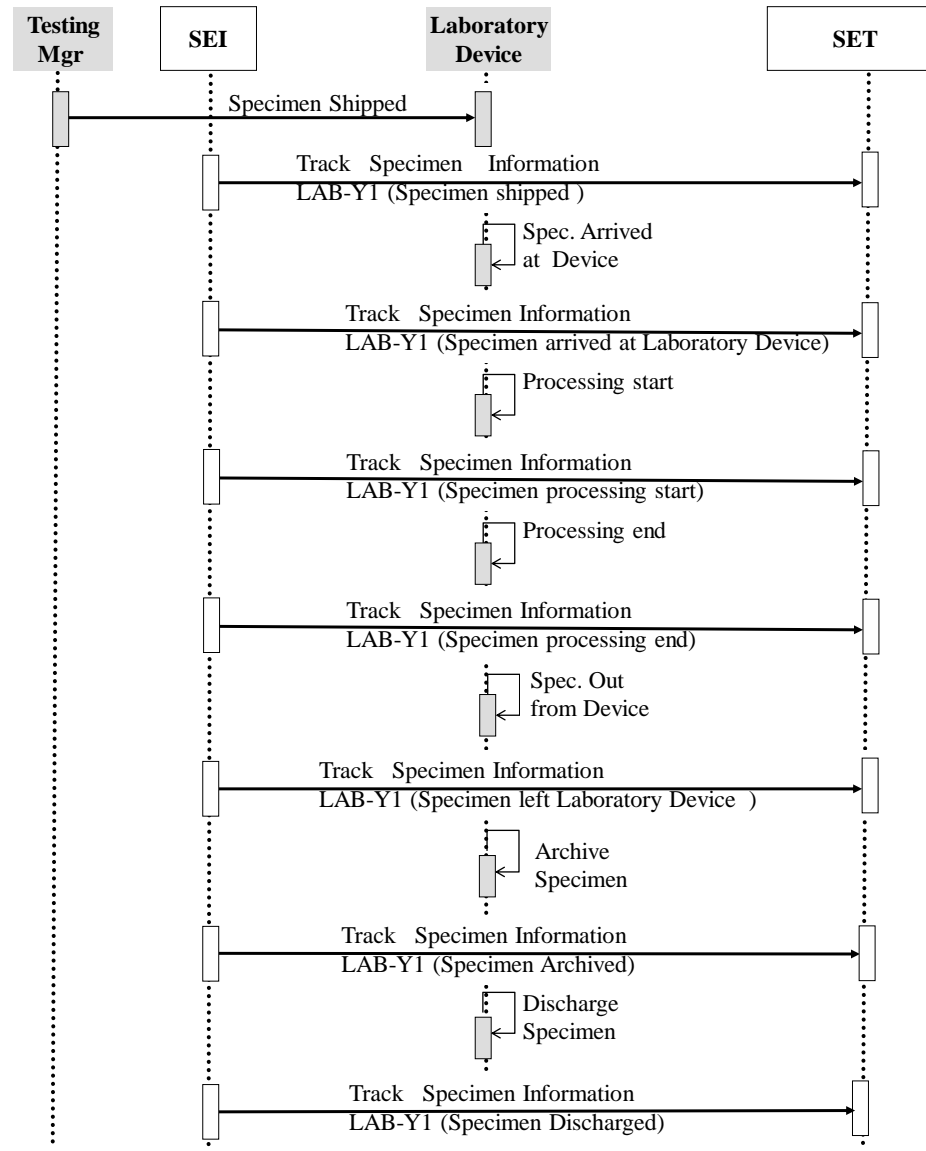 Testing
Mgr
SEI
Laboratory
Device
SET
Specimen Shipped
Track Specimen Information
LAB-Y1 (Specimen shipped )
Spec. Arrived
at Device
Track Specimen Information
LAB-Y1 (Specimen arrived at Laboratory Device)
Processing start
Track Specimen Information
LAB-Y1 (Specimen processing start)
Processing end
Track Specimen Information
LAB-Y1 (Specimen processing end)
Spec. Out
from Device
Track Specimen Information
LAB-Y1 (Specimen left Laboratory Device )
Archive
Specimen
Track Specimen Information
LAB-Y1 (Specimen Archived)
Discharge
Specimen
Track Specimen Information
LAB-Y1 (Specimen Discharged)